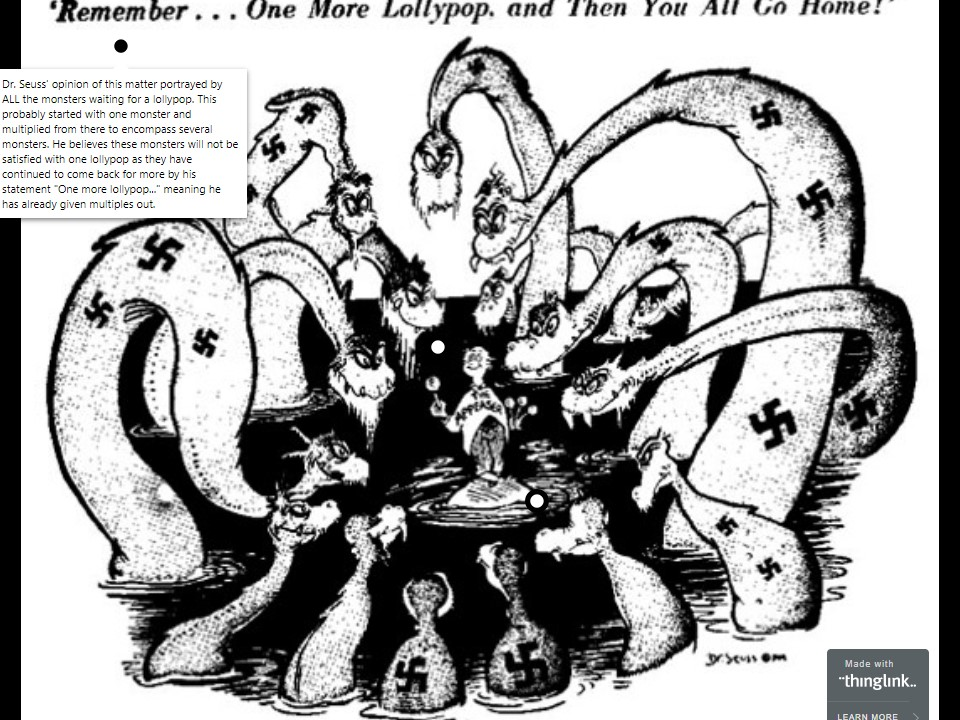 'Remember . . . One More Lollypop, and Then You All Go Home!'
Dr. Seuss' opinion of this matter portrayed by
ALL the monsters waiting for a lollypop. This
probably started with one monster and
multiplied from there to encompass several
monsters. He believes these monsters will not be
satisfied with one lollypop as they have
continued to come back for more by his
statement "One more lollypop..." meaning he
has already given multiples out.
THE
APPEASER
Dr. Seuss
Made with
thinglink..
LEARN MORE